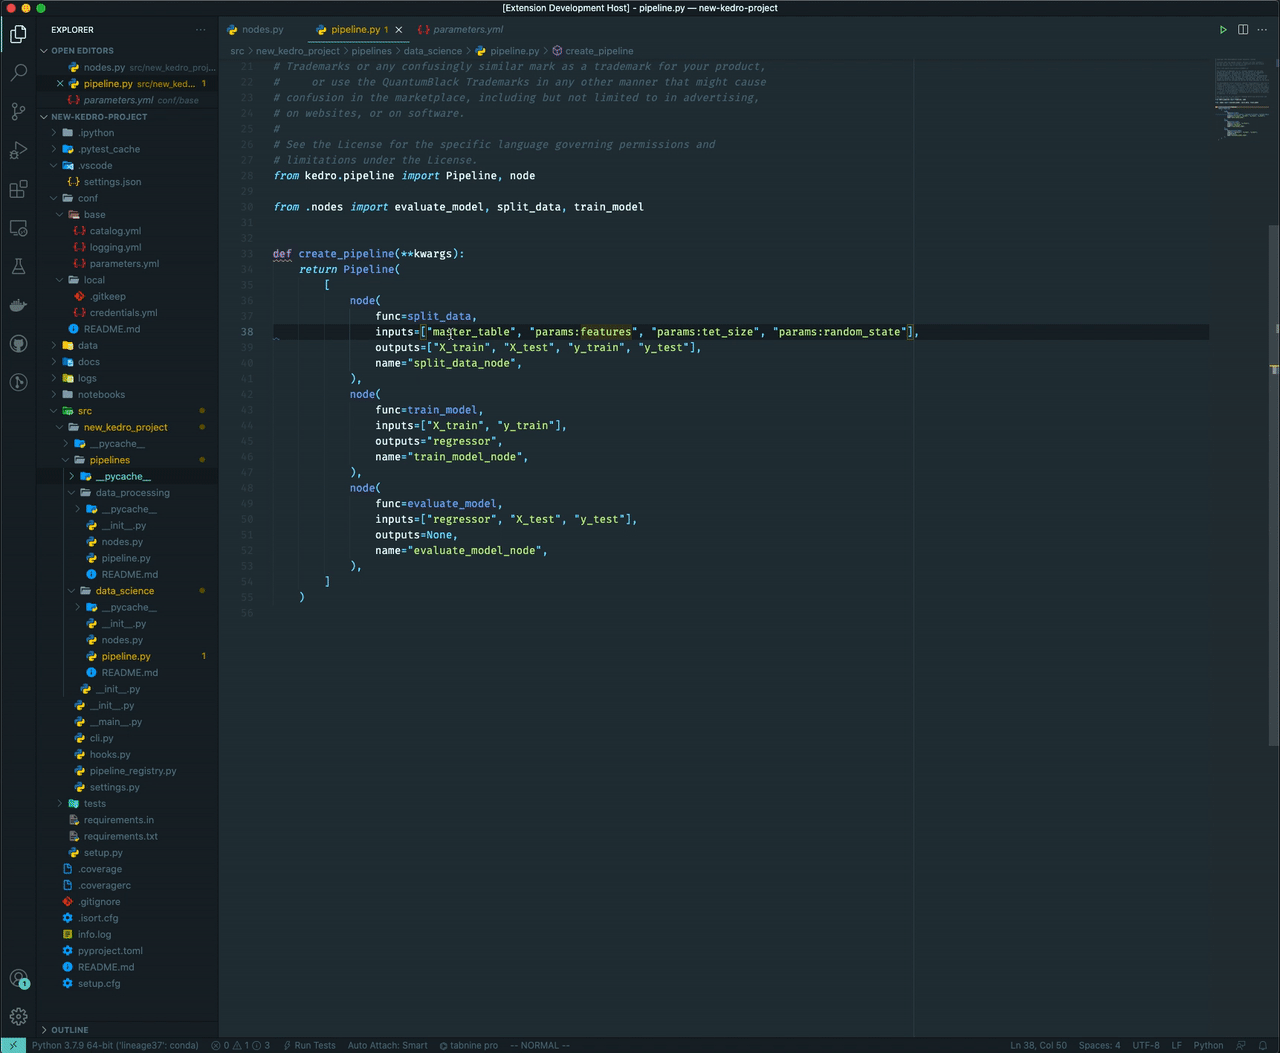 [Extension Development Host] - pipeline.py — new-kedro-project
EXPLORER
OPEN EDITORS
nodes.py src/new_kedro_proj...
pipeline.py src/new_ked... 1
parameters.yml conf/base
NEW-KEDRO-PROJECT
.ipython
.pytest_cache
.vscode
settings.json
conf
base
catalog.yml
logging.yml
parameters.yml
local
.gitkeep
credentials.yml
README.md
data
docs
logs
notebooks
src
new_kedro_project
__pycache__
pipelines
__pycache__
data_processing
__pycache__
__init__.py
nodes.py
pipeline.py
README.md
data_science
__pycache__
__init__.py
nodes.py
pipeline.py 1
README.md
__init__.py
__init__.py
__main__.py
cli.py
hooks.py
pipeline_registry.py
settings.py
tests
requirements.in
requirements.txt
setup.py
.coverage
.coveragerc
.gitignore
.isort.cfg
info.log
pyproject.toml
README.md
setup.cfg
OUTLINE
nodes.py
pipeline.py 1
parameters.yml
src > new_kedro_project > pipelines > data_science > pipeline.py > create_pipeline
21 # Trademarks or any confusingly similar mark as a trademark for your product,
22 #     or use the QuantumBlack Trademarks in any other manner that might cause
23 # confusion in the marketplace, including but not limited to in advertising,
24 # on websites, or on software.
25 #
26 # See the License for the specific language governing permissions and
27 # limitations under the License.
28 from kedro.pipeline import Pipeline, node
29
30 from .nodes import evaluate_model, split_data, train_model
31
32
33 def create_pipeline(**kwargs):
34     return Pipeline(
35         [
36             node(
37                 func=split_data,
38                 inputs=["master_table", "params:features", "params:tet_size", "params:random_state"],
39                 outputs=["X_train", "X_test", "y_train", "y_test"],
40                 name="split_data_node",
41             ),
42             node(
43                 func=train_model,
44                 inputs=["X_train", "y_train"],
45                 outputs="regressor",
46                 name="train_model_node",
47             ),
48             node(
49                 func=evaluate_model,
50                 inputs=["regressor", "X_test", "y_test"],
51                 outputs=None,
52                 name="evaluate_model_node",
53             ),
54         ]
55     )
56
1
Python 3.7.9 64-bit ('lineage37': conda) 0 1 3 Run Tests Auto Attach: Smart tabnine pro -- NORMAL -- Ln 38, Col 50 Spaces: 4 UTF-8 LF Python